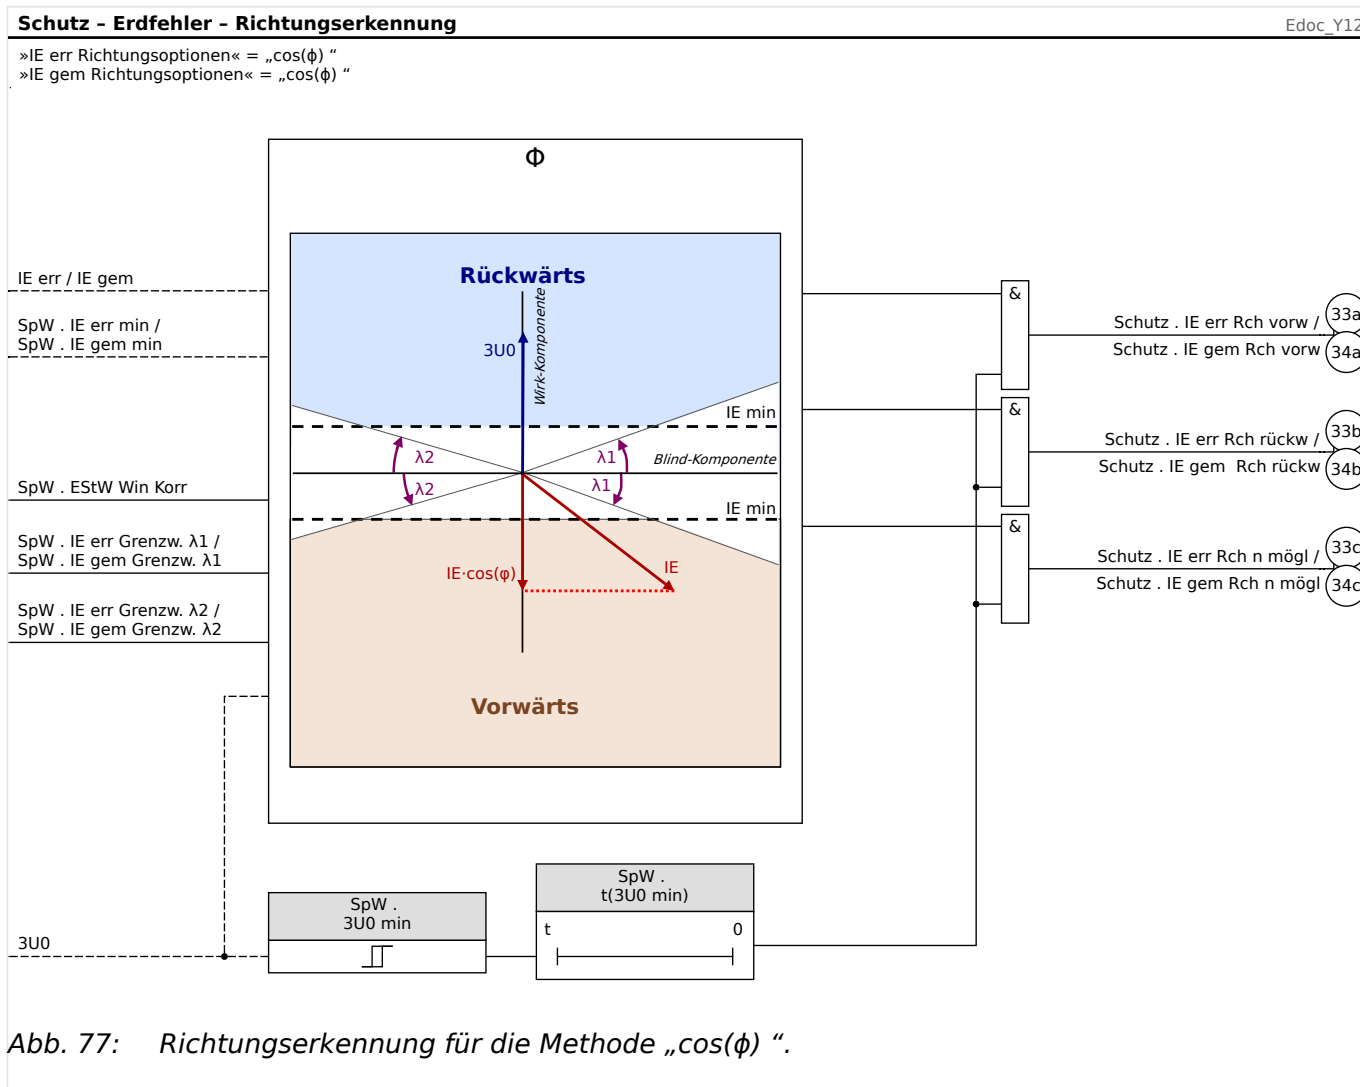 Schutz – Erdfehler – Richtungserkennung
Edoc_Y12
»IE err Richtungsoptionen« = „cos(ϕ) “
»IE gem Richtungsoptionen« = „cos(ϕ) “
Φ
Rückwärts
Wirk-Komponente
3U0
IE min
λ2
λ1
Blind-Komponente
λ2
λ1
IE min
IE·cos(φ)
IE
Vorwärts
IE err / IE gem
SpW . IE err min /
SpW . IE gem min
SpW . EStW Win Korr
SpW . IE err Grenzw. λ1 /
SpW . IE gem Grenzw. λ1
SpW . IE err Grenzw. λ2 /
SpW . IE gem Grenzw. λ2
3U0
SpW .
3U0 min
SpW .
t(3U0 min)
t
0
&
Schutz . IE err Rch vorw /
33a
Schutz . IE gem Rch vorw
34a
&
Schutz . IE err Rch rückw /
33b
Schutz . IE gem  Rch rückw
34b
&
Schutz . IE err Rch n mögl /
33c
Schutz . IE gem Rch n mögl
34c
Abb. 77: Richtungserkennung für die Methode „cos(ϕ) “.